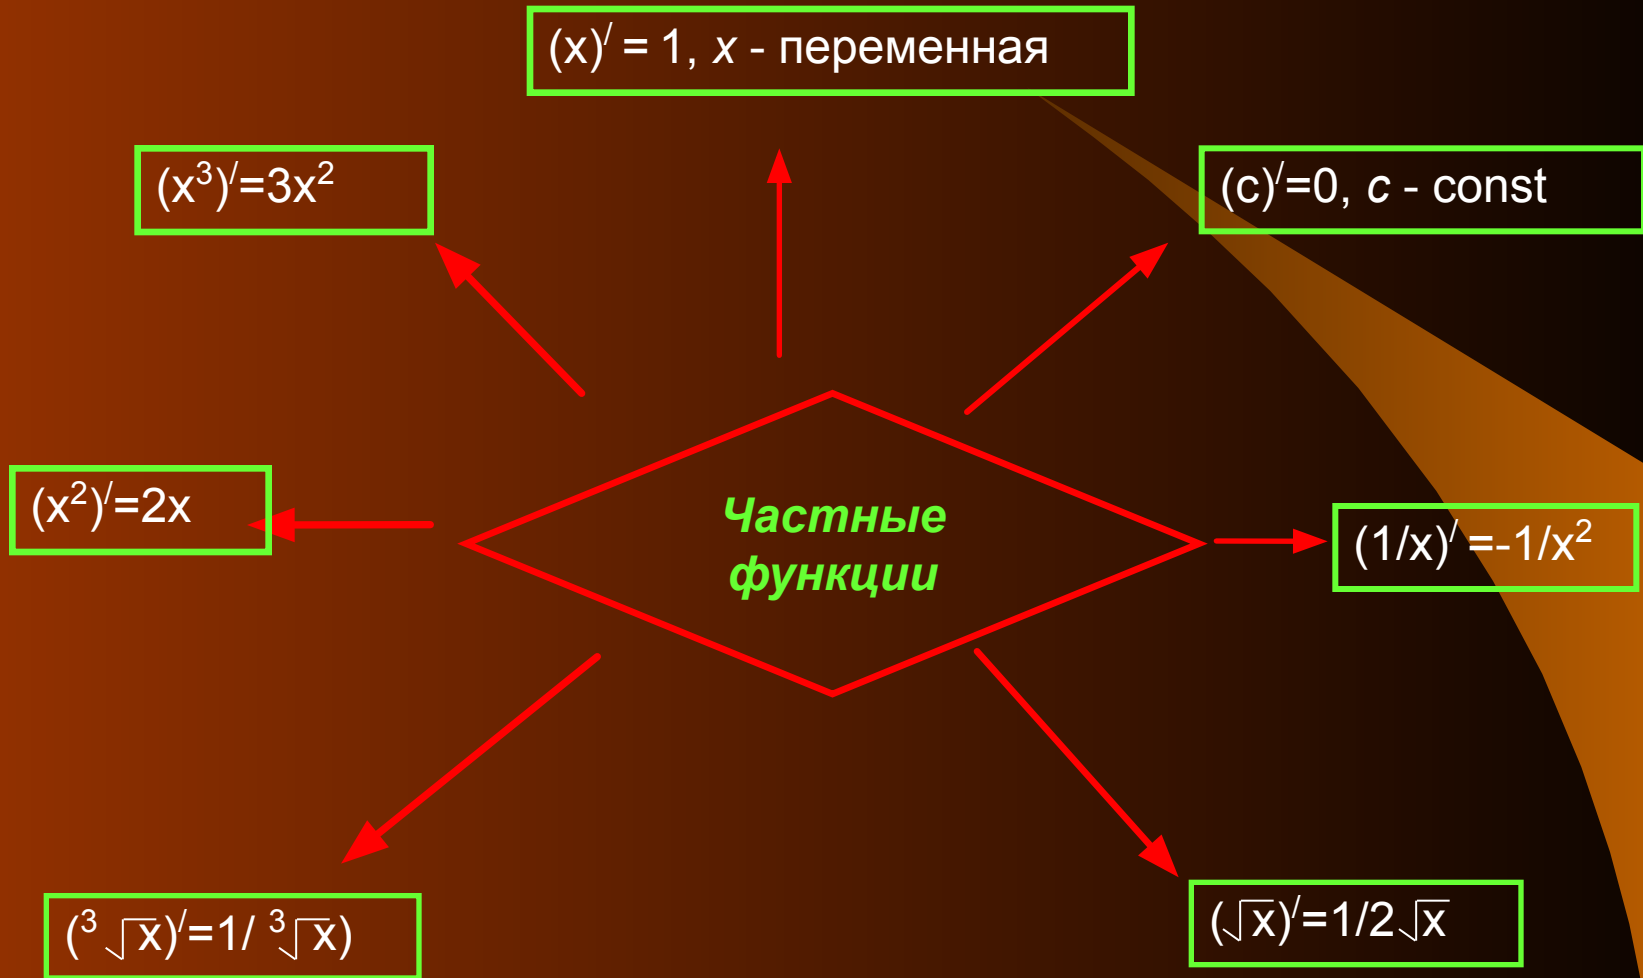 (x)/ = 1, x - переменная
(x³)/=3x²
(c)/=0, c - const
(x²)/=2x
Частные
функции
(1/x)/ =-1/x²
(³√x)/=1/ ³√x)
(√x)/=1/2√x